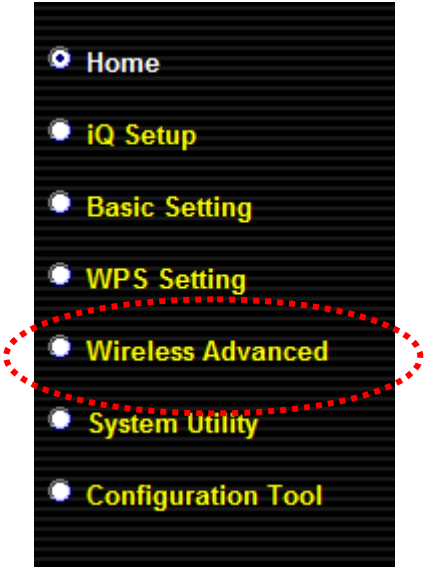 Home
iQ Setup
Basic Setting
WPS Setting
Wireless Advanced
System Utility
Configuration Tool